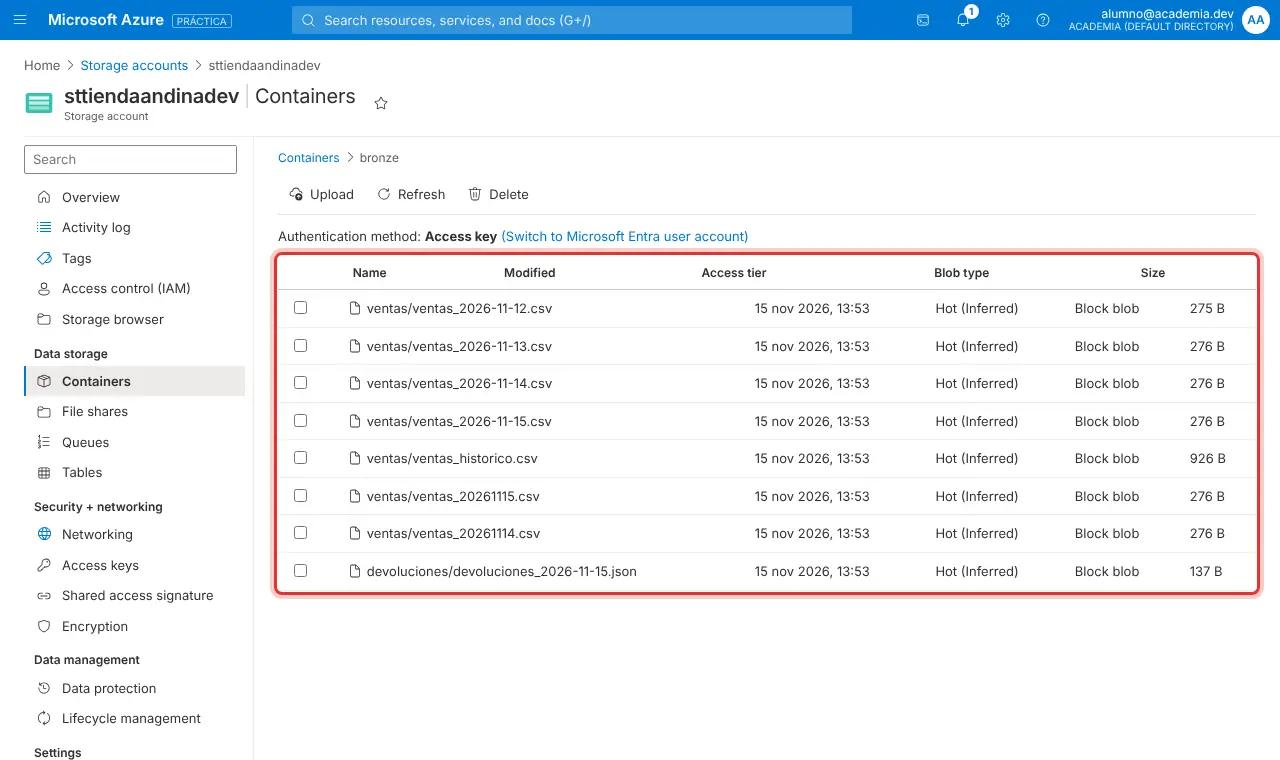 Microsoft Azure PRÁCTICA Search resources, services, and docs (G+/) 1 alumno@academia.dev
ACADEMIA (DEFAULT DIRECTORY) AA
Home > Storage accounts > sttiendaandinadev
sttiendaandinadev | Containers
Storage account
Search
Overview
Activity log
Tags
Access control (IAM)
Storage browser
Data storage
Containers
File shares
Queues
Tables
Security + networking
Networking
Access keys
Shared access signature
Encryption
Data management
Data protection
Lifecycle management
Settings
Containers > bronze
Upload Refresh Delete
Authentication method: Access key (Switch to Microsoft Entra user account)
Name Modified Access tier Blob type Size
ventas/ventas_2026-11-12.csv 15 nov 2026, 13:53 Hot (Inferred) Block blob 275 B
ventas/ventas_2026-11-13.csv 15 nov 2026, 13:53 Hot (Inferred) Block blob 276 B
ventas/ventas_2026-11-14.csv 15 nov 2026, 13:53 Hot (Inferred) Block blob 276 B
ventas/ventas_2026-11-15.csv 15 nov 2026, 13:53 Hot (Inferred) Block blob 276 B
ventas/ventas_historico.csv 15 nov 2026, 13:53 Hot (Inferred) Block blob 926 B
ventas/ventas_20261115.csv 15 nov 2026, 13:53 Hot (Inferred) Block blob 276 B
ventas/ventas_20261114.csv 15 nov 2026, 13:53 Hot (Inferred) Block blob 276 B
devoluciones/devoluciones_2026-11-15.json 15 nov 2026, 13:53 Hot (Inferred) Block blob 137 B